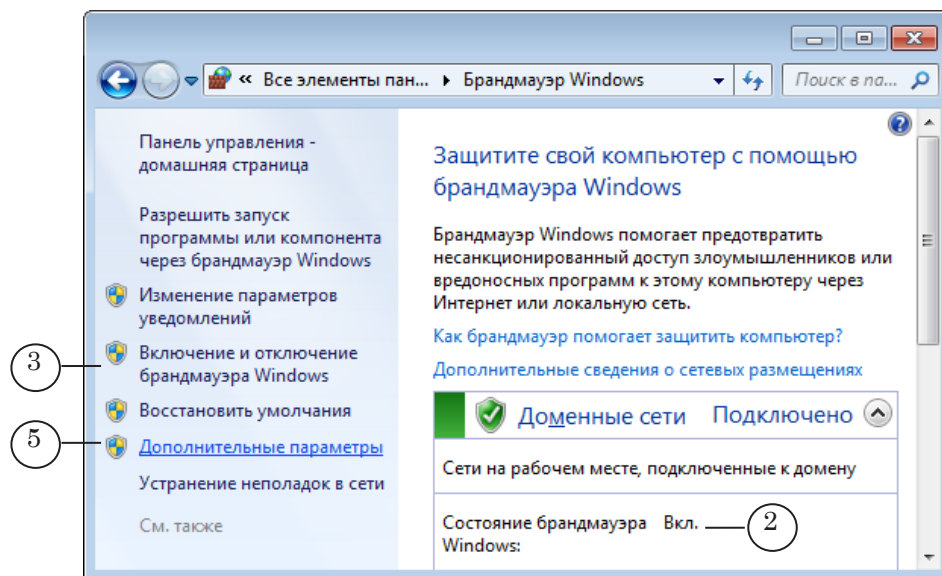 « Все элементы пан... Брандмауэр Windows
Поиск в па...
Панель управления -
домашняя страница
Разрешить запуск
программы или компонента
через брандмауэр Windows
Изменение параметров
уведомлений
3
Включение и отключение
брандмауэра Windows
Восстановить умолчания
5
Дополнительные параметры
Устранение неполадок в сети
См. также
Защитите свой компьютер с помощью
брандмауэра Windows
Брандмауэр Windows помогает предотвратить
несанкционированный доступ злоумышленников или
вредоносных программ к этому компьютеру через
Интернет или локальную сеть.
Как брандмауэр помогает защитить компьютер?
Дополнительные сведения о сетевых размещениях
Доменные сети Подключено
Сети на рабочем месте, подключенные к домену
Состояние брандмауэра Вкл. 2
Windows: